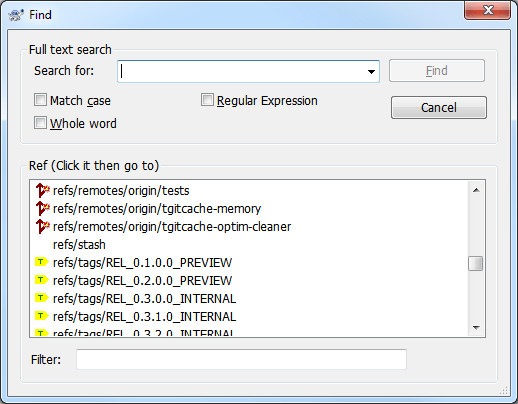 Find
Full text search
Search for:
Find
Match case
Regular Expression
Cancel
Whole word
Ref (Click it then go to)
refs/remotes/origin/tests
refs/remotes/origin/tgitcache-memory
refs/remotes/origin/tgitcache-optim-cleaner
refs/stash
refs/tags/REL_0.1.0.0_PREVIEW
refs/tags/REL_0.2.0.0_PREVIEW
refs/tags/REL_0.3.0.0_INTERNAL
refs/tags/REL_0.3.1.0_INTERNAL
refs/tags/REL_0.3.2.0_INTERNAL
Filter: